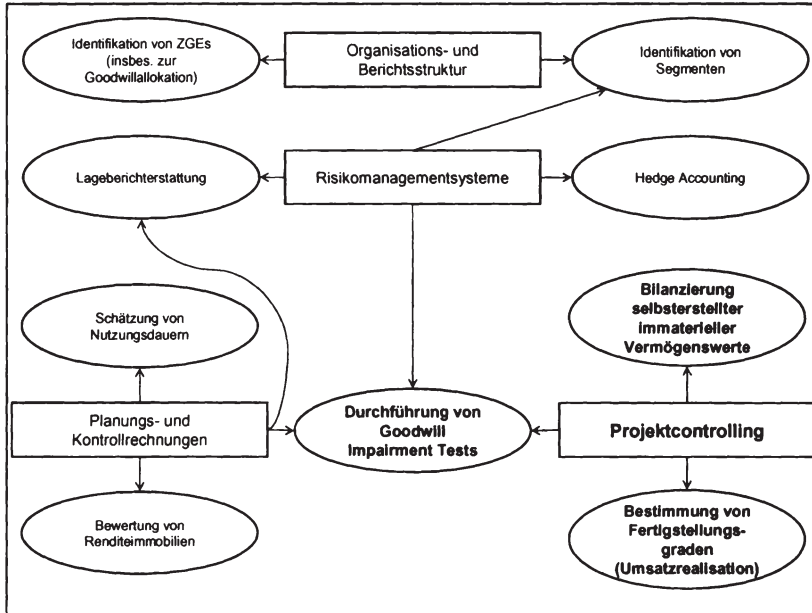 Identifikation von ZGEs
(insbes. zur
Goodwillallokation)
Organisations- und
Berichtsstruktur
Identifikation von
Segmenten
Lageberichterstattung
Risikomanagementsysteme
Hedge Accounting
Schätzung von
Nutzungsdauern
Bilanzierung
selbsterstellter
immaterieller
Vermögenswerte
Planungs- und
Kontrollrechnungen
Durchführung von
Goodwill
Impairment Tests
Projektcontrolling
Bewertung von
Renditeimmobilien
Bestimmung von
Fertigstellungs-
graden
(Umsatzrealisation)